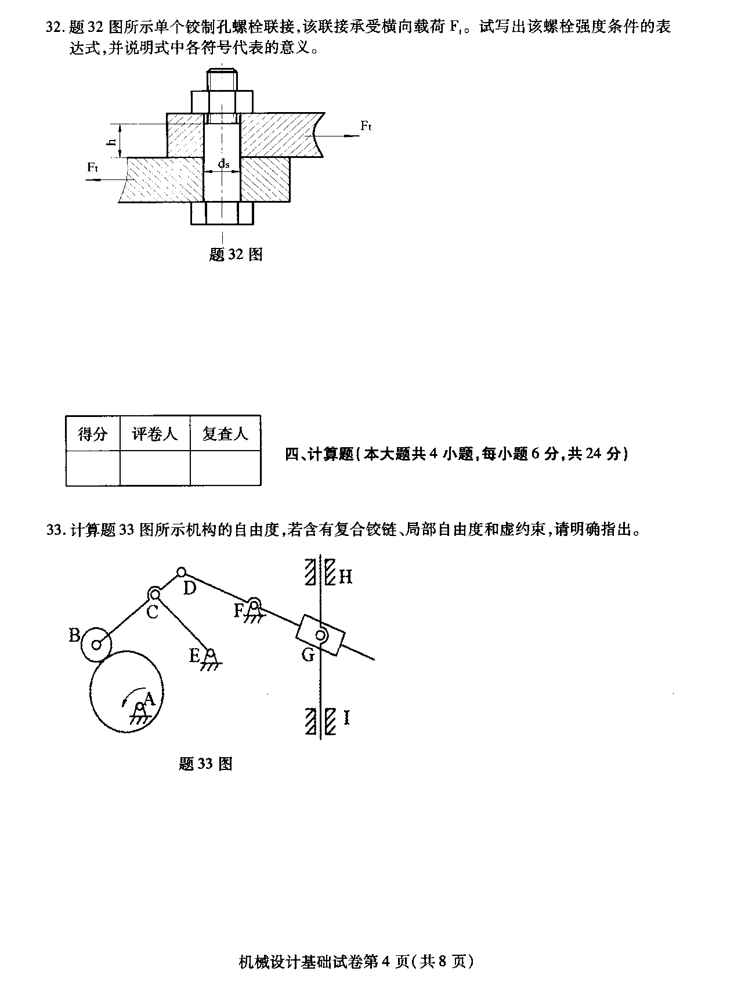 32. 题 32 图所示单个铰制孔螺栓联接,该联接承受横向载荷 Ft。试写出该螺栓强度条件的表
达式,并说明式中各符号代表的意义。
Ft
h
ds
Ft
题 32 图
得分 评卷人 复查人
四、计算题(本大题共 4 小题,每小题 6 分,共 24 分)
33. 计算题 33 图所示机构的自由度,若含有复合铰链、局部自由度和虚约束,请明确指出。
H
D
F
C
B
E
G
A
I
题 33 图
机械设计基础试卷第 4 页(共 8 页)